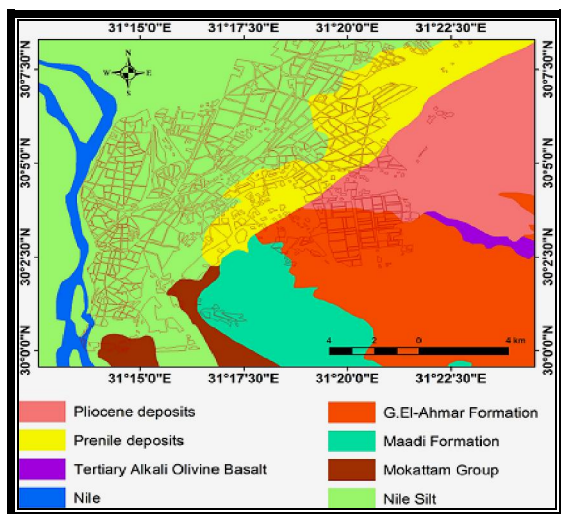 31°15'0"E 31°17'30"E 31°20'0"E 31°22'30"E
N
W E
S
30°7'30"N 30°7'30"N
30°5'0"N 30°5'0"N
30°2'30"N 30°2'30"N
30°0'0"N 30°0'0"N
4 2 0 4 km
31°15'0"E 31°17'30"E 31°20'0"E 31°22'30"E
Pliocene deposits
Prenile deposits
Tertiary Alkali Olivine Basalt
Nile
G.El-Ahmar Formation
Maadi Formation
Mokattam Group
Nile Silt